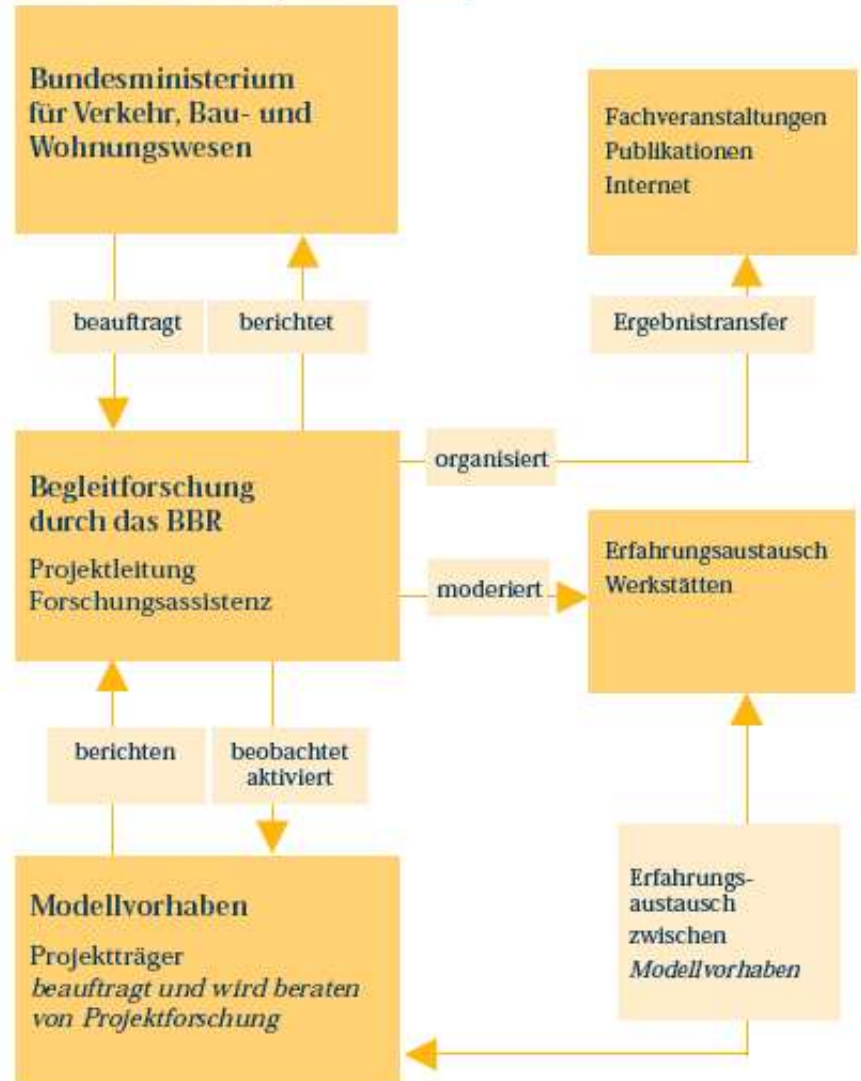 Bundesministerium
für Verkehr, Bau- und
Wohnungswesen
Fachveranstaltungen
Publikationen
Internet
beauftragt
berichtet
Ergebnistransfer
Begleitforschung
durch das BBR
Projektleitung
Forschungsassistenz
organisiert
moderiert
Erfahrungsaustausch
Werkstätten
berichten
beobachtet
aktiviert
Modellvorhaben
Projektträger
beauftragt und wird beraten
von Projektforschung
Erfahrungs-
austausch
zwischen
Modellvorhaben